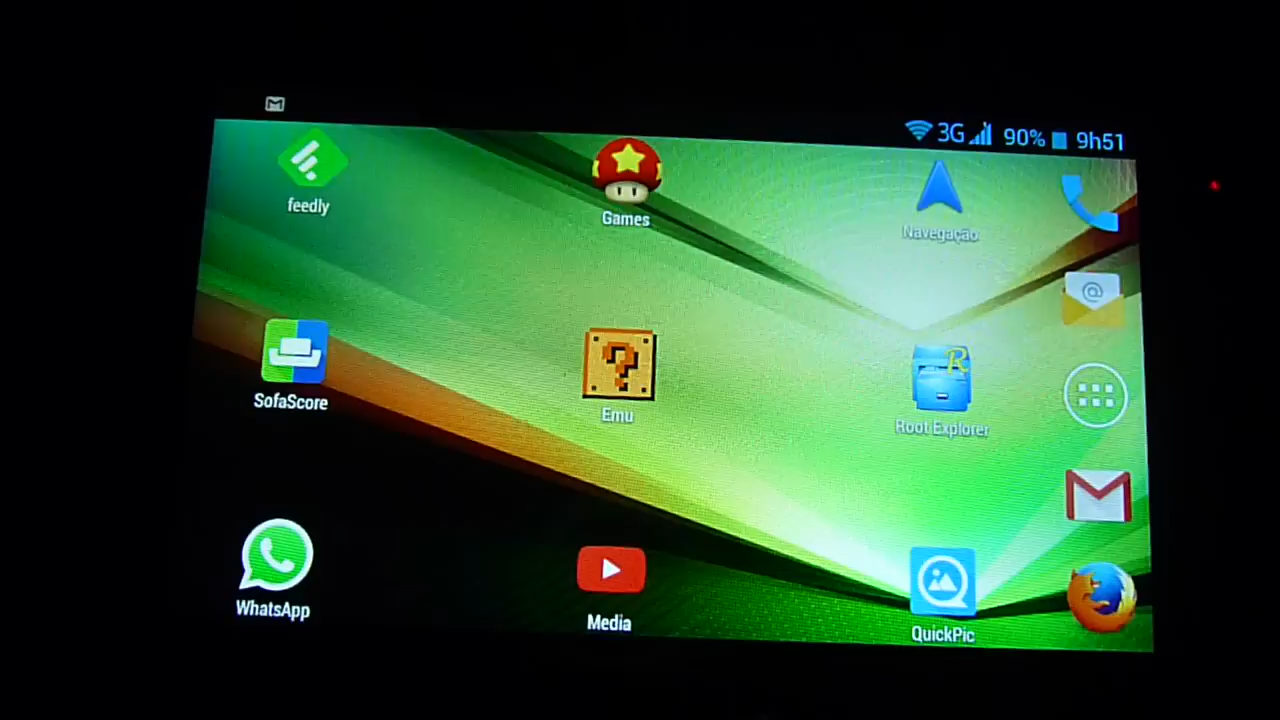 3G 90% 9h51
feedly
Games
Navegação
SofaScore
Emu
Root Explorer
WhatsApp
Media
QuickPic